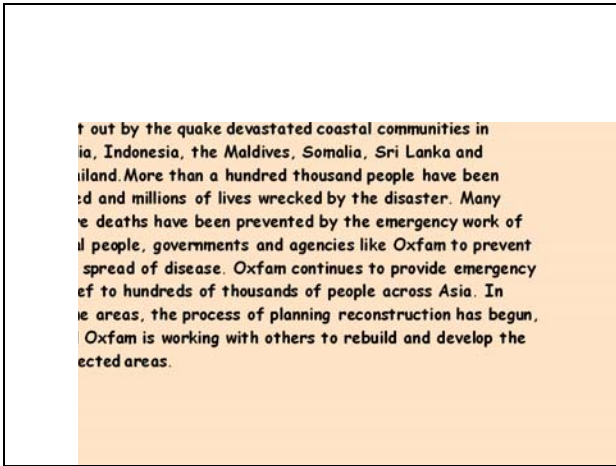 t out by the quake devastated coastal communities in
ia, Indonesia, the Maldives, Somalia, Sri Lanka and
iland.More than a hundred thousand people have been
ed and millions of lives wrecked by the disaster. Many
e deaths have been prevented by the emergency work of
l people, governments and agencies like Oxfam to prevent
spread of disease. Oxfam continues to provide emergency
ef to hundreds of thousands of people across Asia. In
e areas, the process of planning reconstruction has begun,
Oxfam is working with others to rebuild and develop the
ected areas.